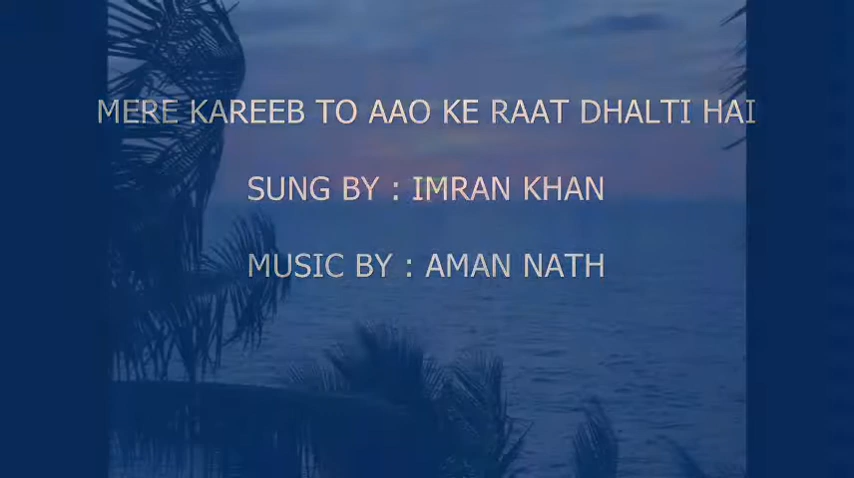 MERE KAREEB TO AAO KE RAAT DHALTI HAI
SUNG BY : IMRAN KHAN
MUSIC BY : AMAN NATH